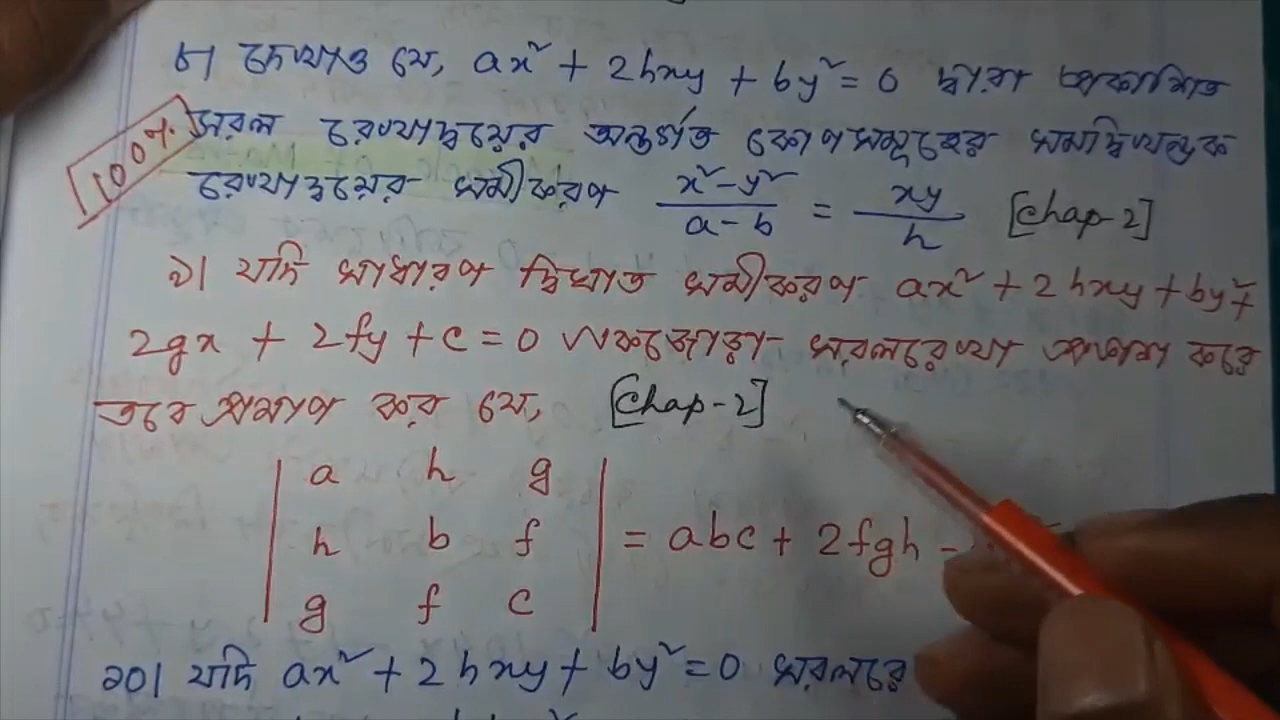 ৮। দেখাও যে, ax² + 2hxy + by² = 0 দ্বারা প্রকাশিত
100%
সরল রেখাদ্বয়ের অন্তর্গত কোণসমূহের সমদ্বিখন্ডক
রেখাদ্বয়ের সমীকরণ x²-y²/a-b = xy/h [Chap-2]
৯। যদি সাধারণ দ্বিঘাত সমীকরণ ax² + 2hxy + by² +
2gx + 2fy + c = 0 একজোড়া সরলরেখা প্রকাশ করে
তবে প্রমাণ কর যে, [Chap-2]
| a h g |
| h b f | = abc + 2fgh -
| g f c |
১০। যদি ax² + 2hxy + by² = 0 সরলরে